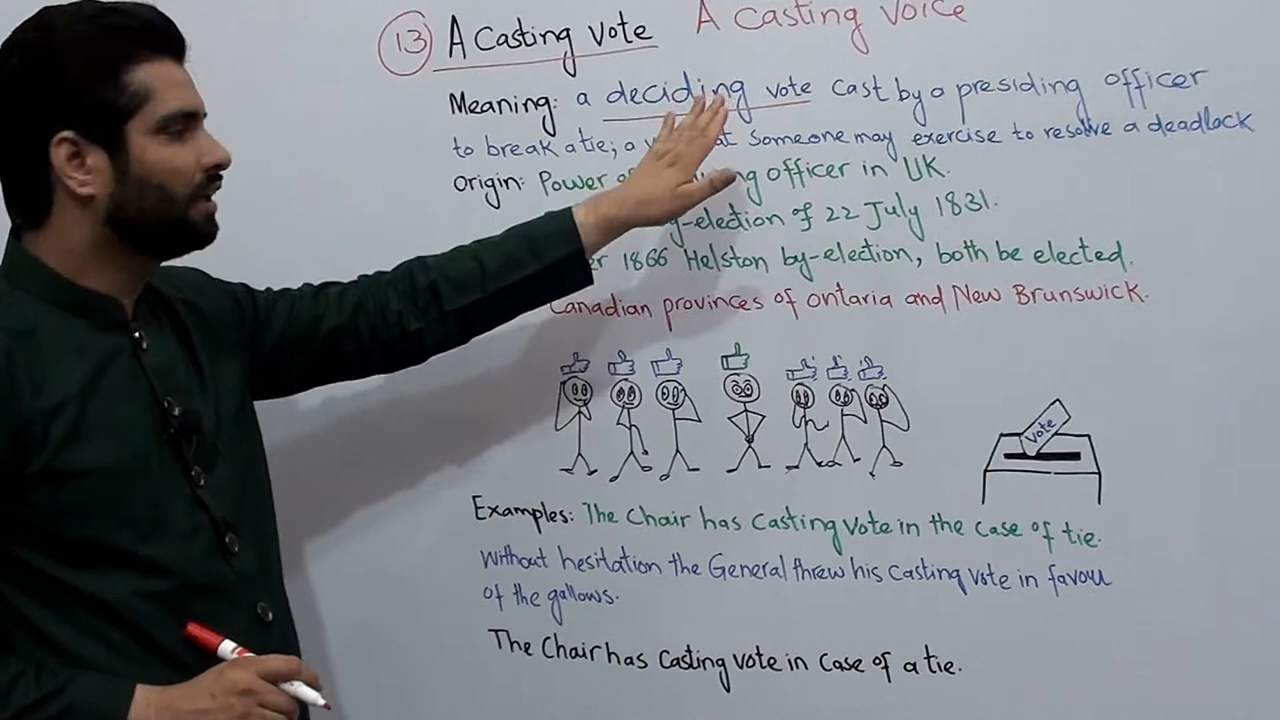 13 A Casting vote A Casting Voice
Meaning: a deciding vote cast by a presiding officer
to break a tie; a someone may exercise to resolve a deadlock
Origin: Power officer in UK.
by-election of 22 July 1831.
1866 Helston by-election, both be elected.
Canadian provinces of Ontaria and New Brunswick.
vote
Examples: The Chair has Casting Vote in the case of tie.
Without hesitation the General threw his Casting vote in favou
of the gallows.
The Chair has Casting vote in Case of a tie.